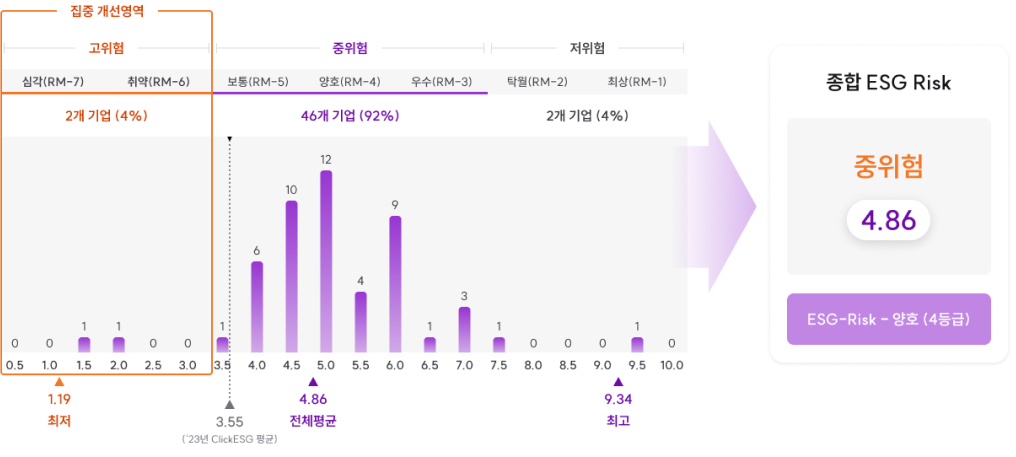 집중 개선영역
고위험 중위험 저위험
심각(RM-7) 취약(RM-6) 보통(RM-5) 양호(RM-4) 우수(RM-3) 탁월(RM-2) 최상(RM-1)
2개 기업 (4%) 46개 기업 (92%) 2개 기업 (4%)
0 0 1 1 0 0 1 6 10 12 4 9 1 3 1 0 0 0 1 0
0.5 1.0 1.5 2.0 2.5 3.0 3.5 4.0 4.5 5.0 5.5 6.0 6.5 7.0 7.5 8.0 8.5 9.0 9.5 10.0
1.19 4.86 9.34
최저 전체평균 최고
3.55
('23년 ClickESG 평균)
종합 ESG Risk
중위험
4.86
ESG-Risk - 양호 (4등급)